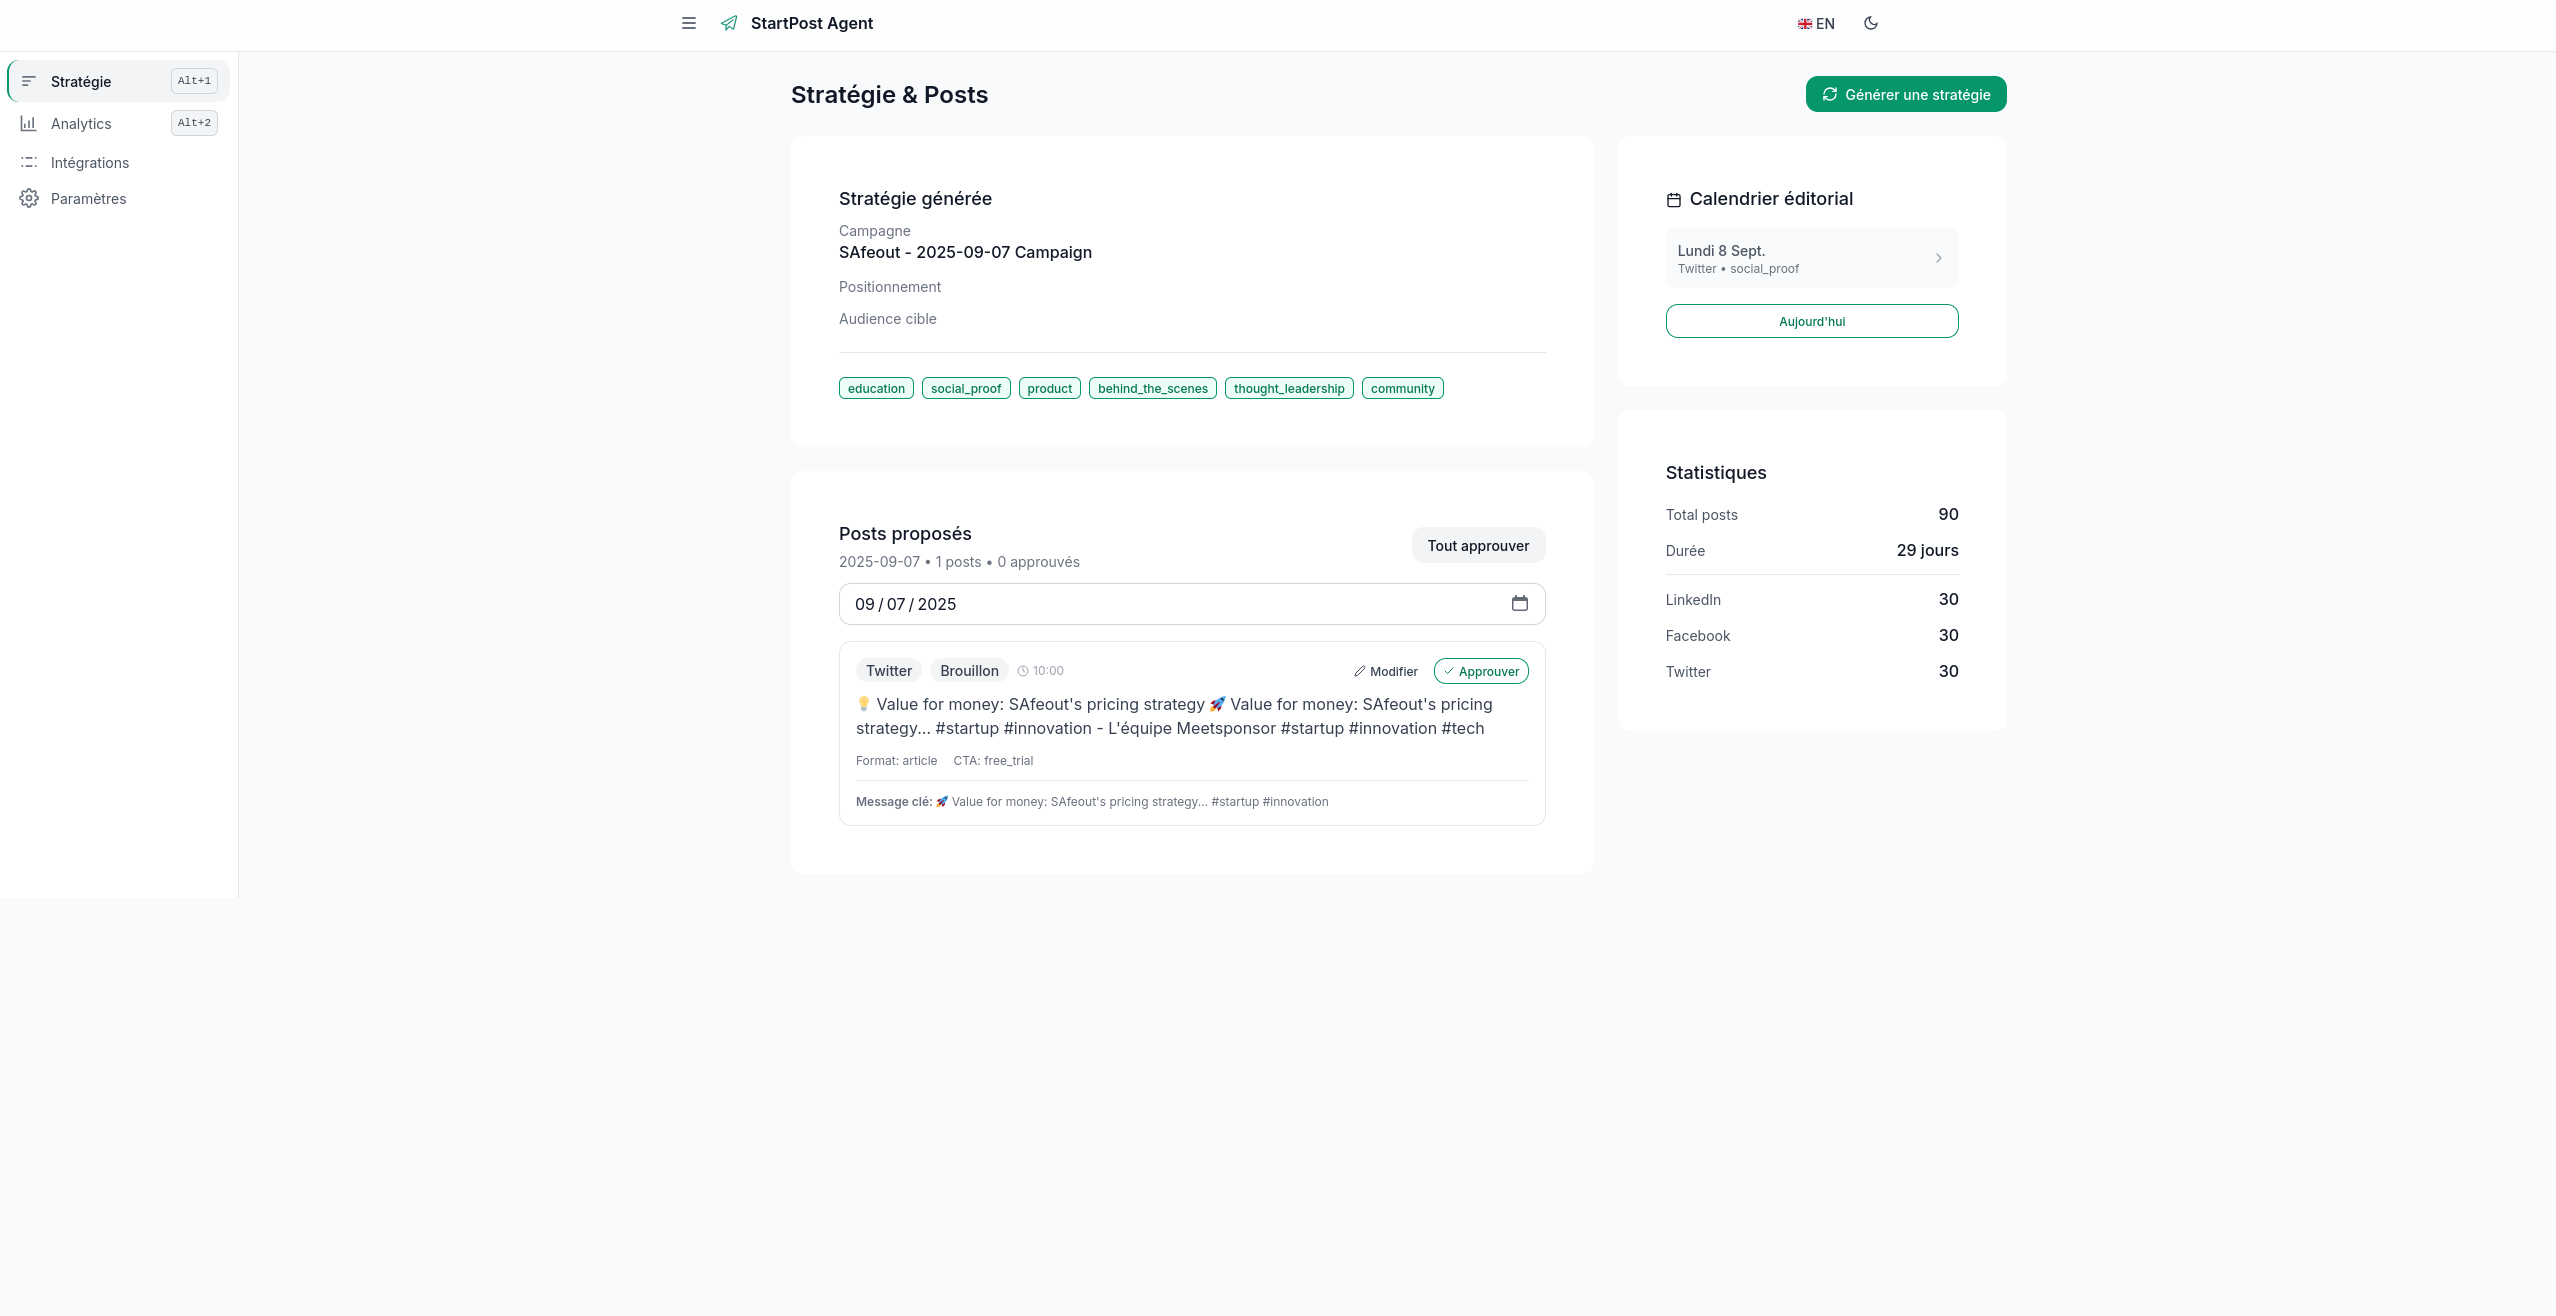 StartPost Agent
🇬🇧 EN
Stratégie Alt+1
Analytics Alt+2
Intégrations
Paramètres
Stratégie & Posts
Générer une stratégie
Stratégie générée
Campagne
SAfeout - 2025-09-07 Campaign
Positionnement
Audience cible
education social_proof product behind_the_scenes thought_leadership community
Posts proposés
Tout approuver
2025-09-07 • 1 posts • 0 approuvés
09/07/2025
Twitter Brouillon 10:00 Modifier Approuver
💡 Value for money: SAfeout's pricing strategy 🚀 Value for money: SAfeout's pricing
strategy... #startup #innovation - L'équipe Meetsponsor #startup #innovation #tech
Format: article CTA: free_trial
Message clé: 🚀 Value for money: SAfeout's pricing strategy... #startup #innovation
Calendrier éditorial
Lundi 8 Sept.
Twitter • social_proof
Aujourd'hui
Statistiques
Total posts 90
Durée 29 jours
LinkedIn 30
Facebook 30
Twitter 30